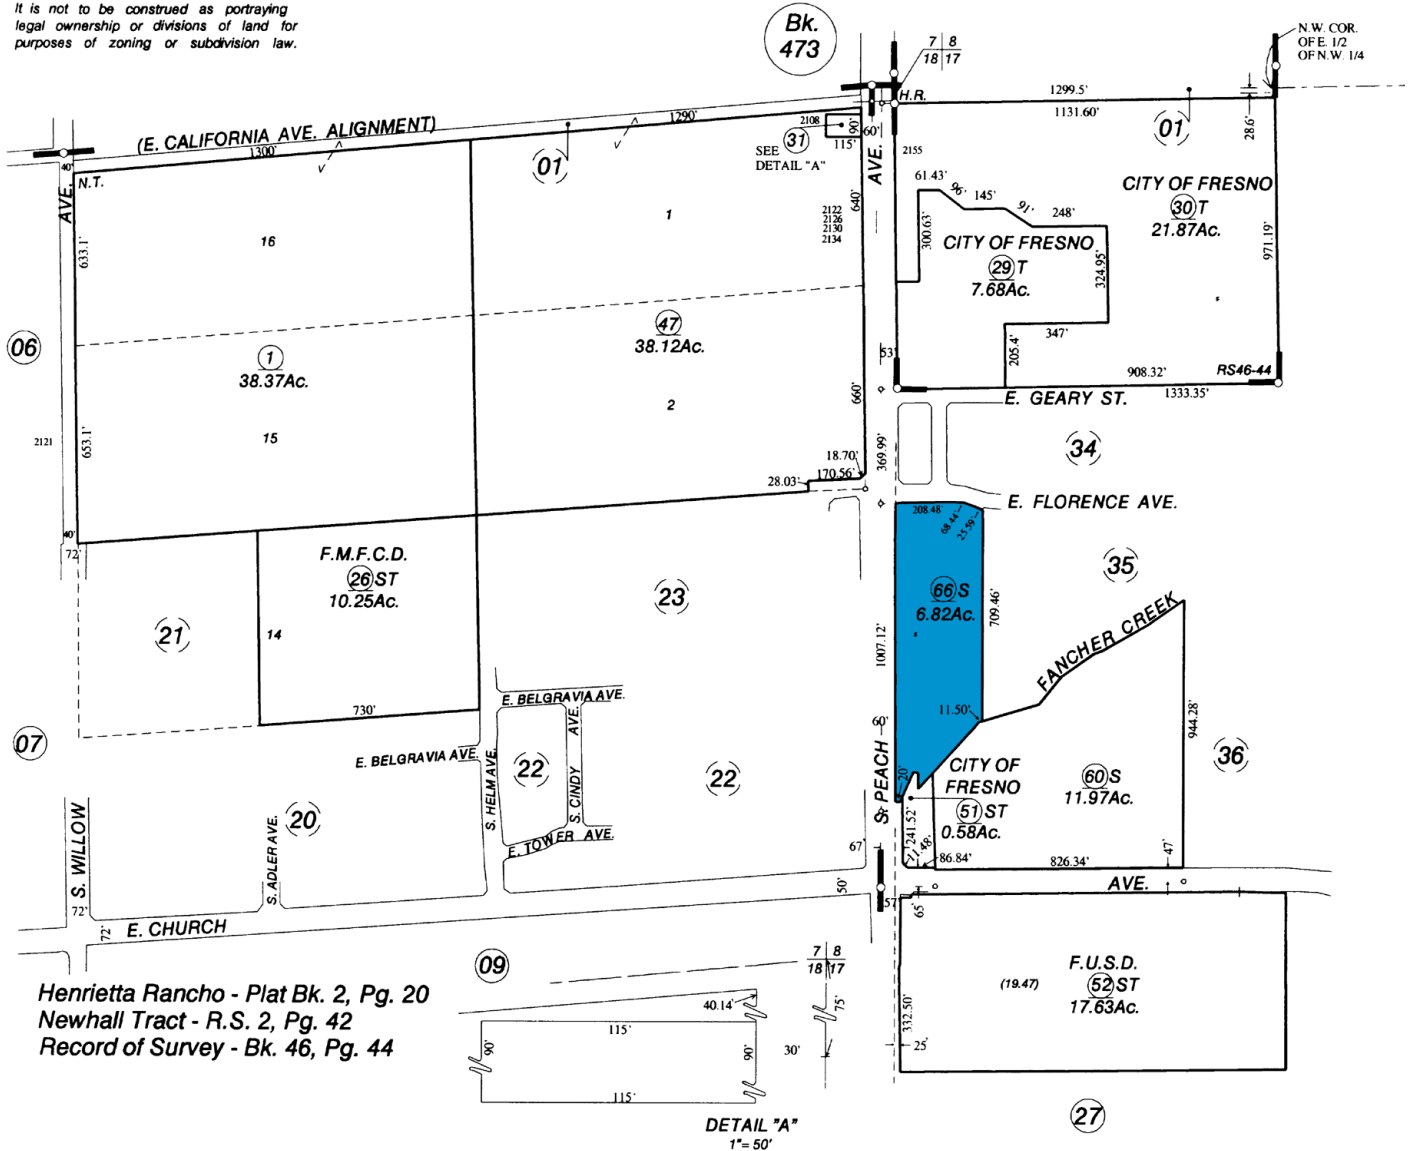 It is not to be construed as portraying
legal ownership or divisions of land for
purposes of zoning or subdivision law.
Bk.
473
7 8
18 17
N.W. COR.
OF E. 1/2
OF N.W. 1/4
H.R.
1299.5'
1131.60'
28.6'
01
(E. CALIFORNIA AVE. ALIGNMENT)
1300'
1290'
01
2108
90'
60'
115'
SEE
DETAIL "A"
31
AVE.
2155
40'
N.T.
AVE.
633.1'
16
1
640'
2122
2126
2130
2134
61.43'
96'
145'
91'
248'
300.63'
CITY OF FRESNO
29 T
7.68Ac.
324.95'
CITY OF FRESNO
30 T
21.87Ac.
971.19'
347'
205.4'
53'
908.32'
RS46-44
1333.35'
E. GEARY ST.
06
1
38.37Ac.
47
38.12Ac.
15
2
2121
653.1'
660'
369.99'
34
18.70'
170.56'
28.03'
40'
72'
E. FLORENCE AVE.
208.48'
68.44'
25.59'
F.M.F.C.D.
26 ST
10.25Ac.
14
21
23
35
66 S
6.82Ac.
709.46'
1007.12'
FANCHER CREEK
944.28'
730'
E. BELGRAVIA AVE.
E. BELGRAVIA AVE.
07
22
22
36
S. HELM AVE.
S. CINDY AVE.
E. TOWER AVE.
11.50'
60'
20'
S. PEACH
CITY OF
FRESNO
51 ST
0.58Ac.
60 S
11.97Ac.
241.52'
71.48'
86.84'
826.34'
47'
67'
50'
57'
65'
AVE.
S. WILLOW
S. ADLER AVE.
20
72'
72'
E. CHURCH
09
7 8
18 17
F.U.S.D.
52 ST
17.63Ac.
(19.47)
332.50'
25'
27
Henrietta Rancho - Plat Bk. 2, Pg. 20
Newhall Tract - R.S. 2, Pg. 42
Record of Survey - Bk. 46, Pg. 44
40.14'
75'
115'
90'
90'
30'
115'
DETAIL "A"
1"= 50'